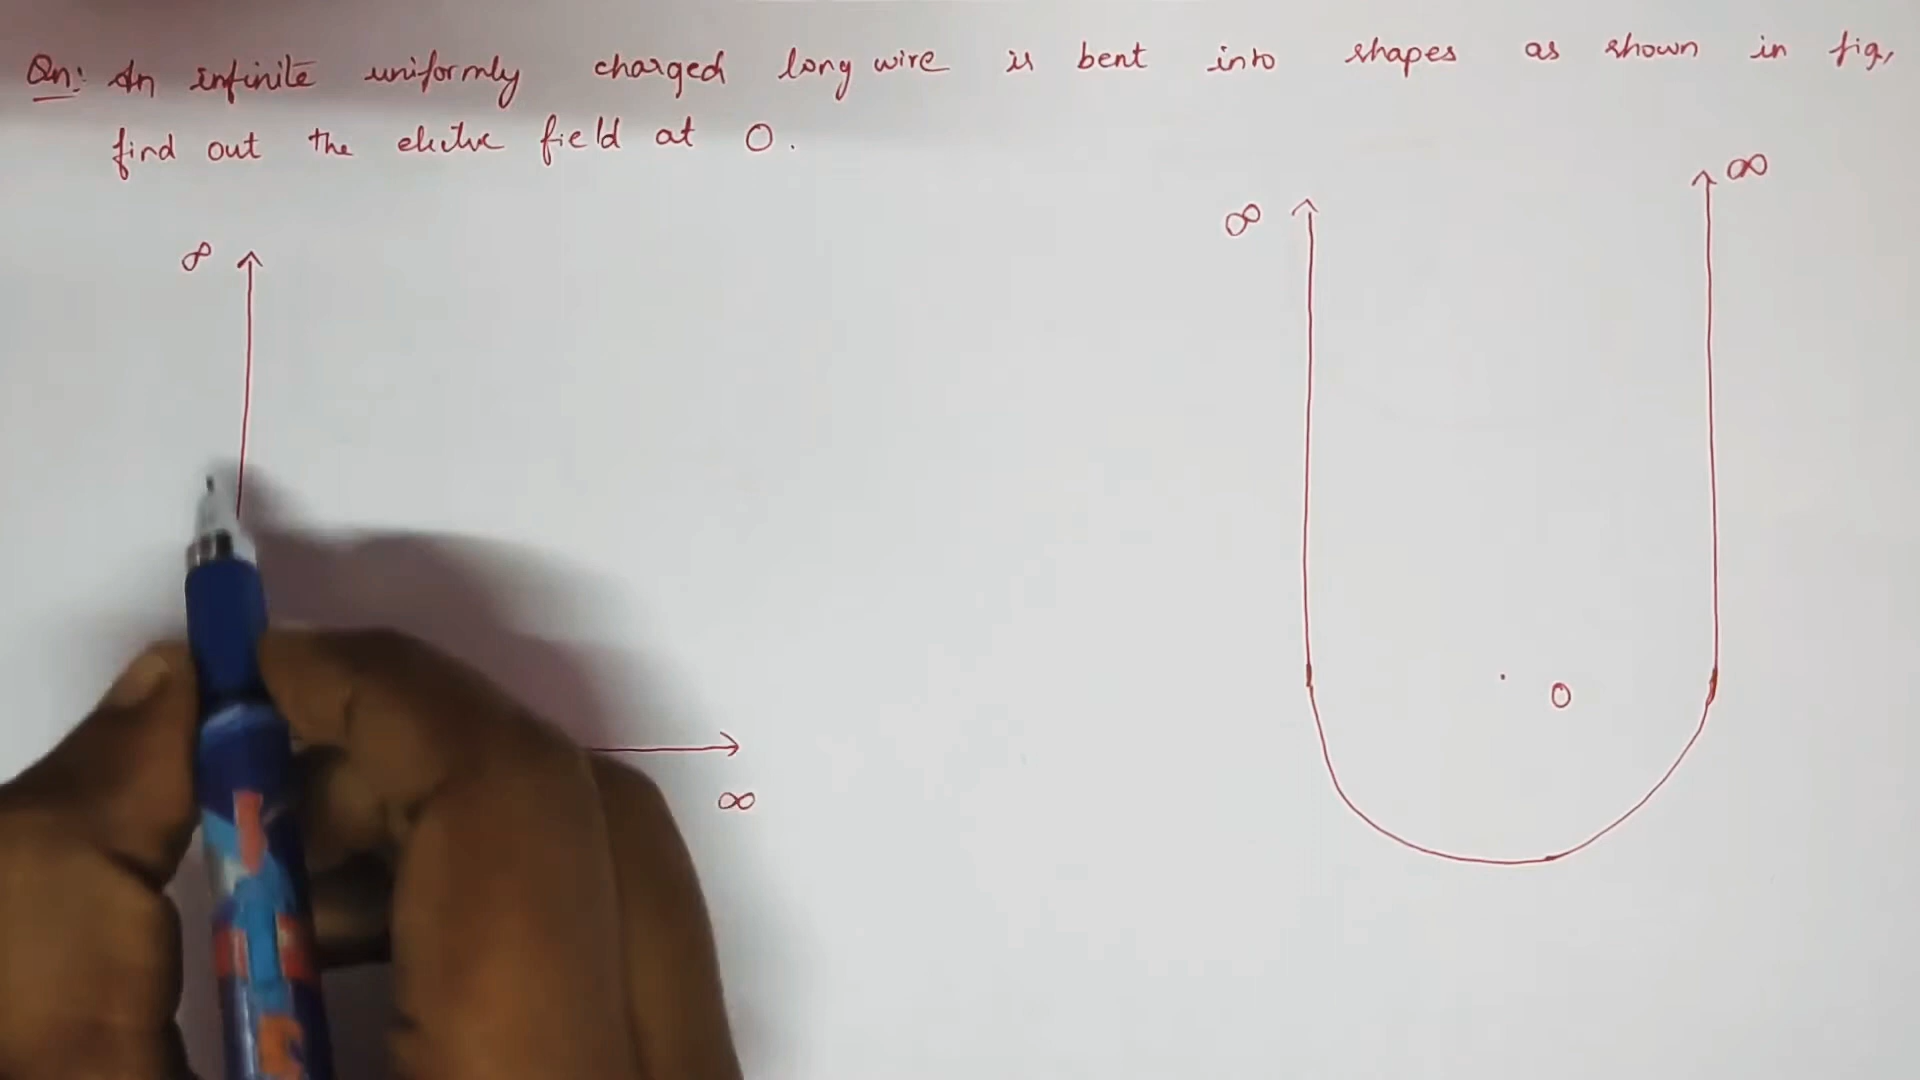 Qn: An infinite uniformly charged long wire is bent into shapes as shown in fig,
find out the electric field at O.
∞
∞
∞
∞
O
∞